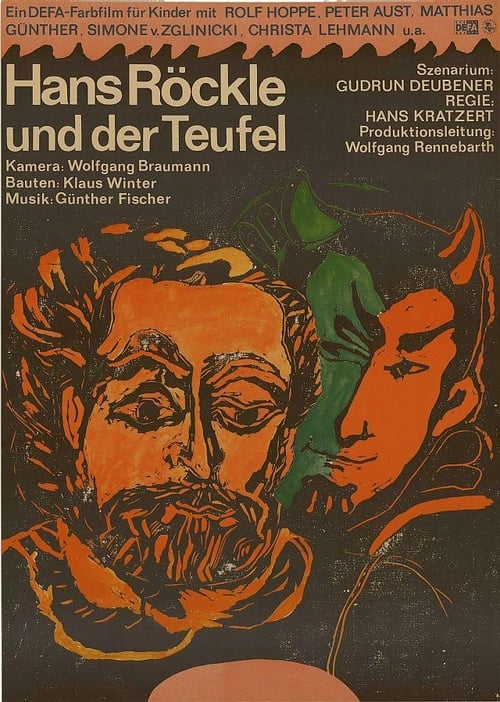 Ein DEFA-Farbfilm für Kinder mit ROLF HOPPE, PETER AUST, MATTHIAS
GÜNTHER, SIMONE v. ZGLINICKI, CHRISTA LEHMANN u.a.
DEFA
Hans Röckle
und der Teufel
Szenarium:
GUDRUN DEUBENER
REGIE:
HANS KRATZERT
Produktionsleitung:
Wolfgang Rennebarth
Kamera: Wolfgang Braumann
Bauten: Klaus Winter
Musik: Günther Fischer